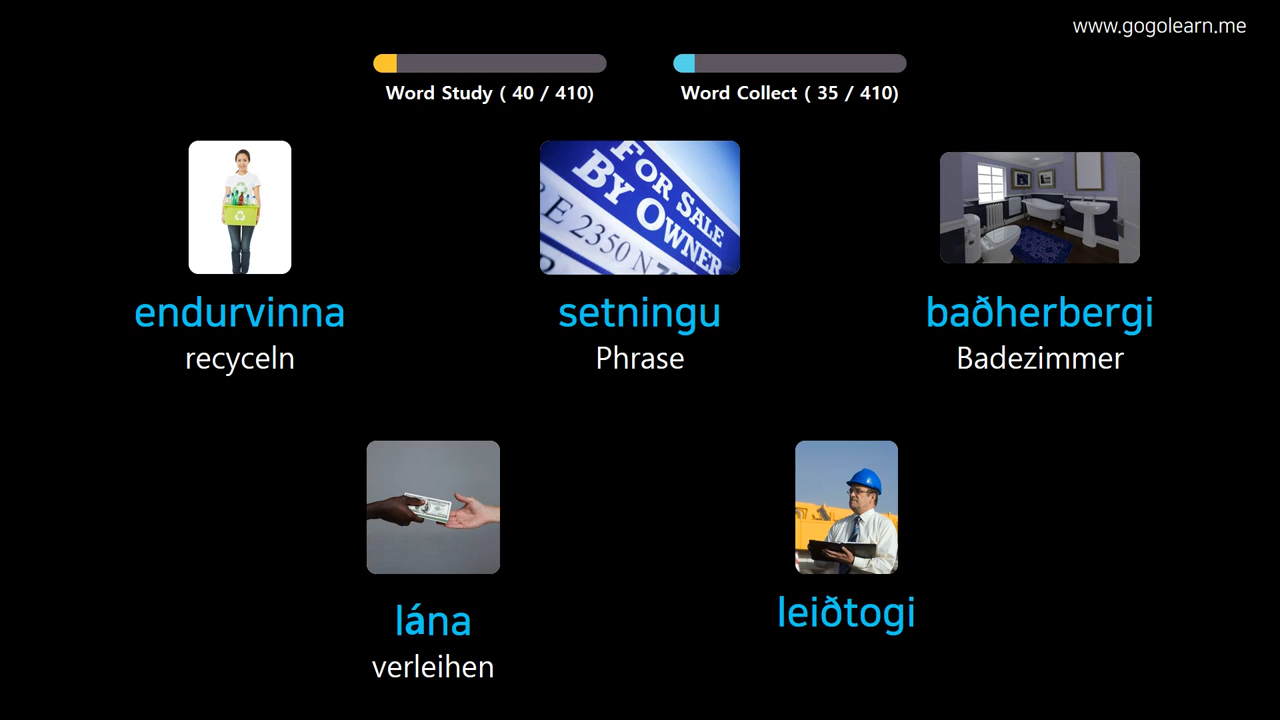 www.gogolearn.me
Word Study ( 40 / 410)
Word Collect ( 35 / 410)
FOR SALE
BY OWNER
E 2350 N
endurvinna
recyceln
setningu
Phrase
baðherbergi
Badezimmer
lána
verleihen
leiðtogi